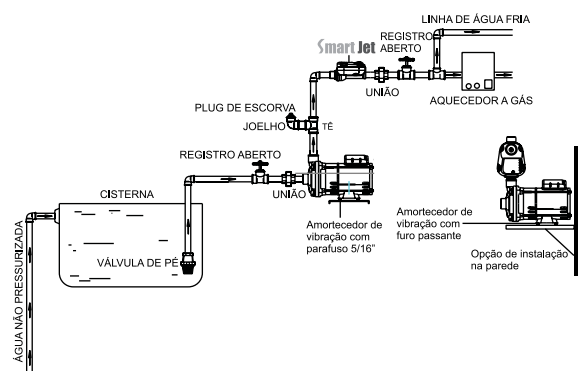 LINHA DE ÁGUA FRIA
REGISTRO
ABERTO
Smart Jet
UNIÃO
AQUECEDOR A GÁS
PLUG DE ESCORVA
JOELHO
TÊ
REGISTRO ABERTO
UNIÃO
CISTERNA
VÁLVULA DE PÉ
ÁGUA NÃO PRESSURIZADA
Amortecedor de
vibração com
parafuso 5/16"
Amortecedor de
vibração com
furo passante
Opção de instalação
na parede